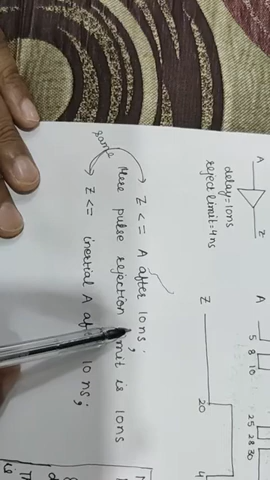 A
Z
delay=10ns
reject limit=4ns
A
5 8 10 25 28 30
Z
20 4
same
Z <= A after 10ns;
Here pulse rejection limit is 10ns
Z <= inertial A 10 ns;